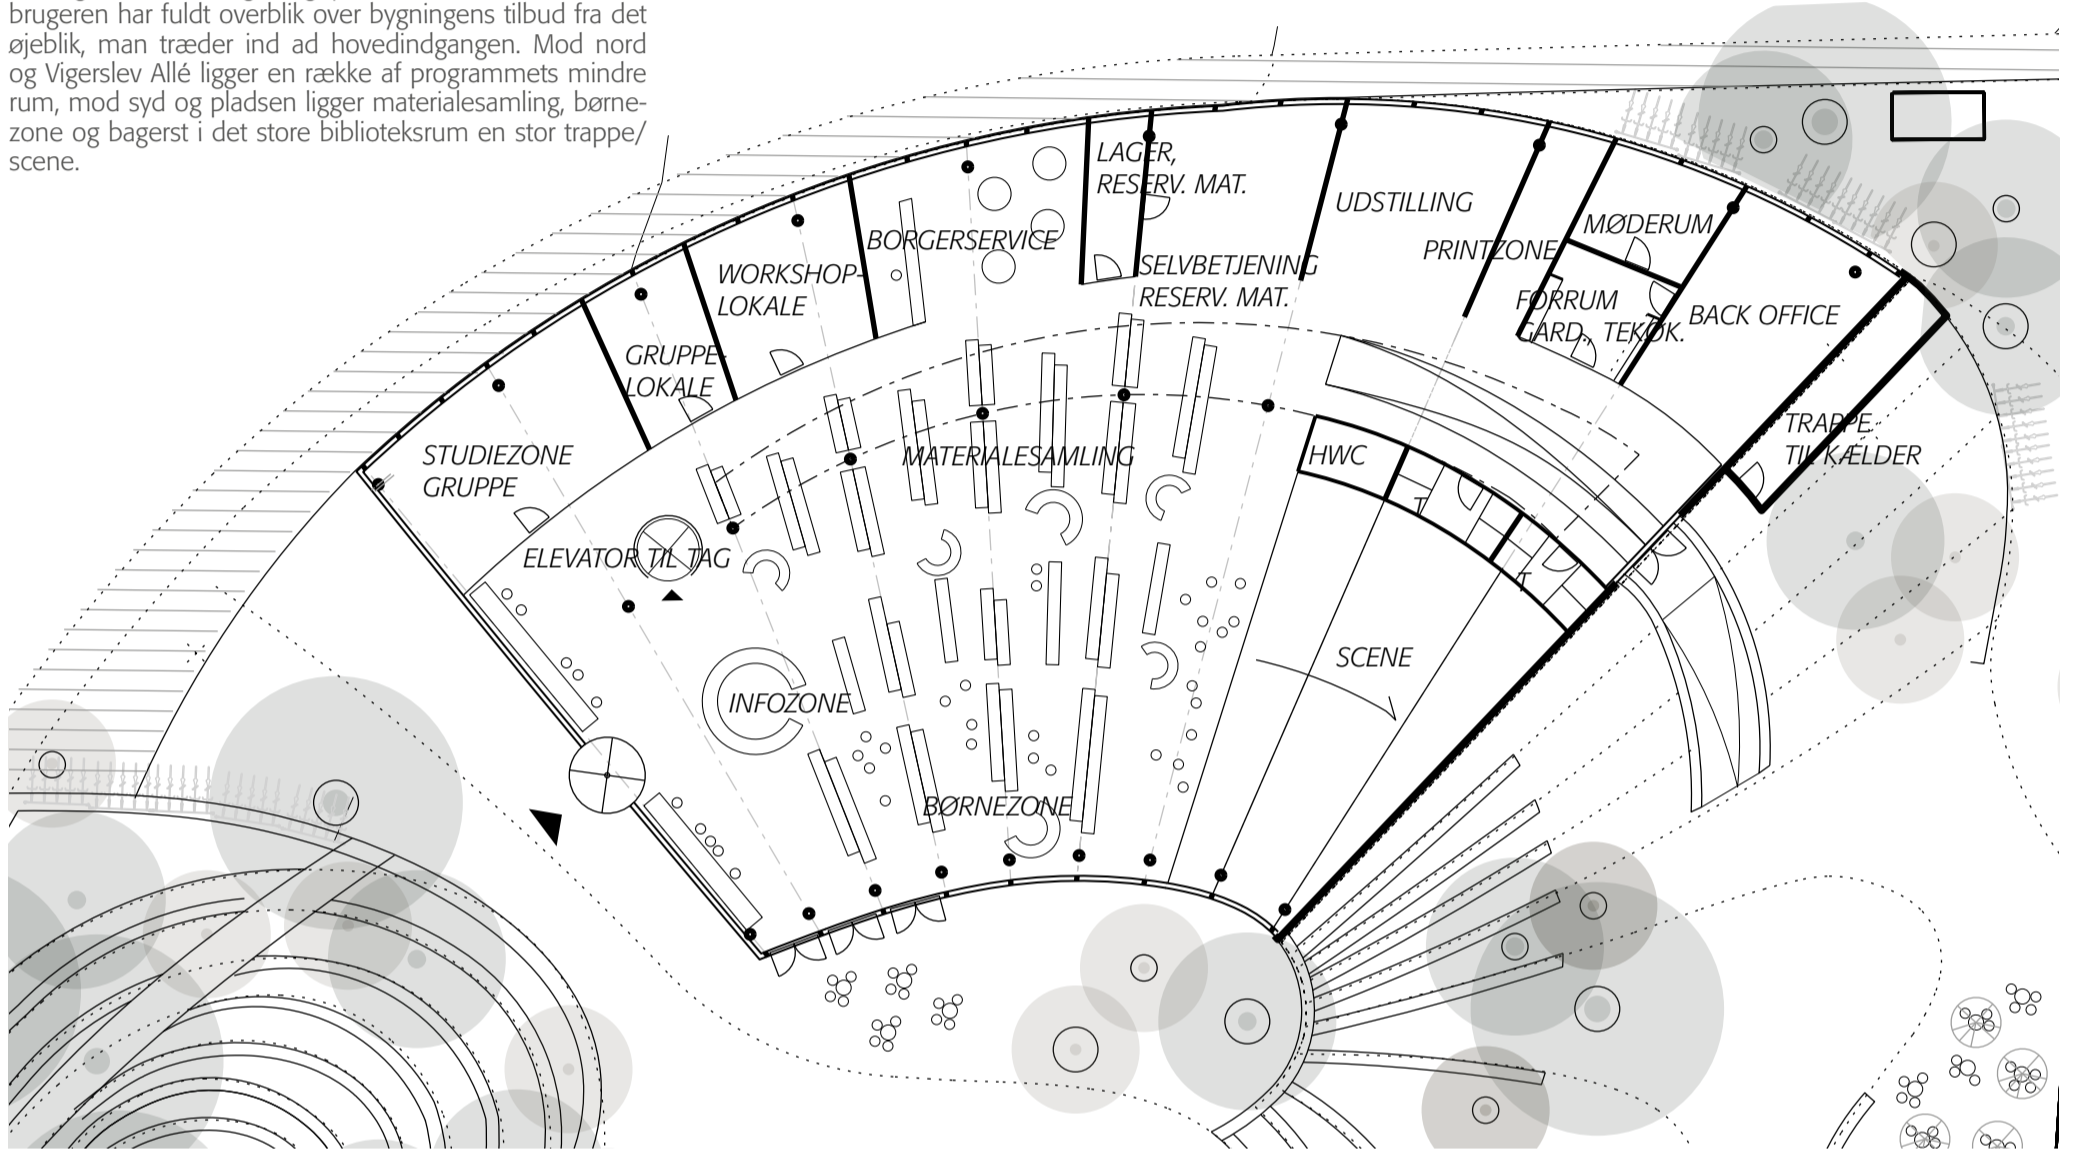 brugeren har fuldt overblik over bygningens tilbud fra det
øjeblik, man træder ind ad hovedindgangen. Mod nord
og Vigerslev Allé ligger en række af programmets mindre
rum, mod syd og pladsen ligger materialesamling, børne-
zone og bagerst i det store biblioteksrum en stor trappe/
scene.
LAGER,
RESERV. MAT.
UDSTILLING
MØDERUM
BORGERSERVICE
PRINTZONE
WORKSHOP-
LOKALE
SELVBETJENING
RESERV. MAT.
FORRUM
GARD., TEKØK.
BACK OFFICE
GRUPPE-
LOKALE
TRAPPE
TIL KÆLDER
STUDIEZONE
GRUPPE
MATERIALESAMLING
HWC
T
ELEVATOR TIL TAG
T
SCENE
INFOZONE
BØRNEZONE